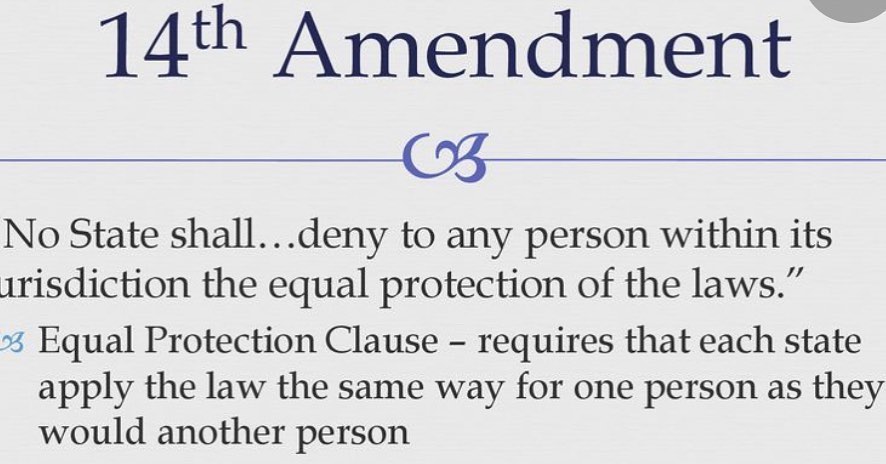 14th Amendment
No State shall…deny to any person within its
urisdiction the equal protection of the laws.”
Equal Protection Clause – requires that each state
apply the law the same way for one person as they
would another person